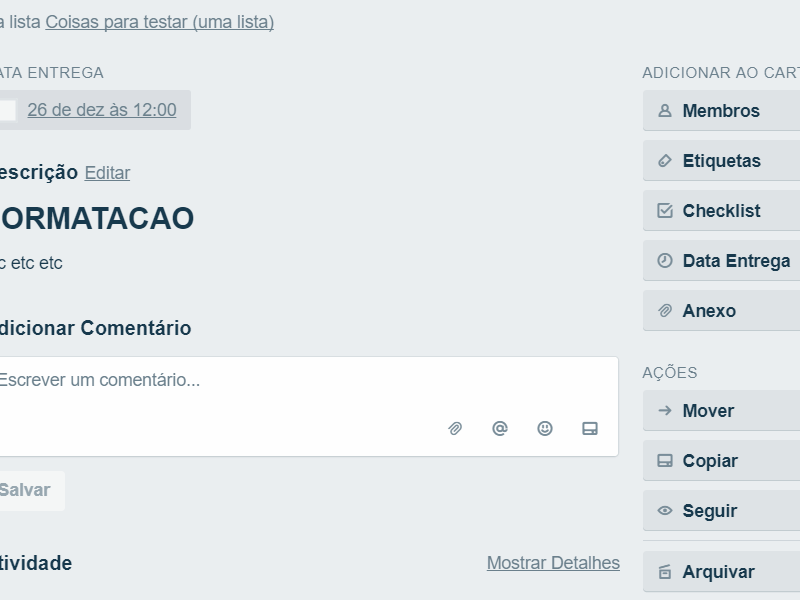 a lista Coisas para testar (uma lista)
ATA ENTREGA
26 de dez às 12:00
escrição Editar
ORMATACAO
c etc etc
dicionar Comentário
Escrever um comentário...
Salvar
tividade
Mostrar Detalhes
ADICIONAR AO CART
Membros
Etiquetas
Checklist
Data Entrega
Anexo
AÇÕES
Mover
Copiar
Seguir
Arquivar